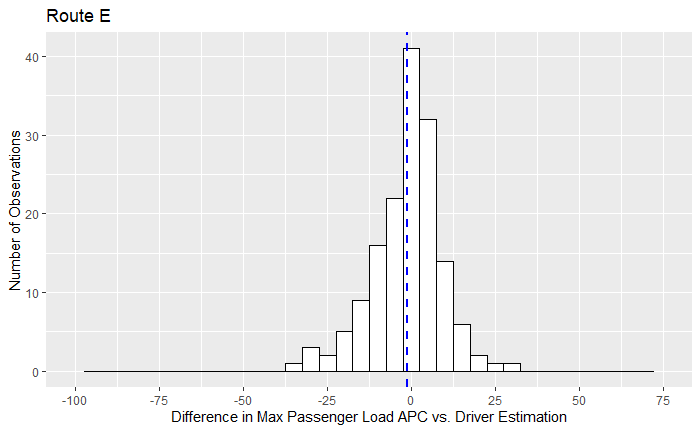 Route E
40
30
20
10
0
Number of Observations
-100 -75 -50 -25 0 25 50 75
Difference in Max Passenger Load APC vs. Driver Estimation